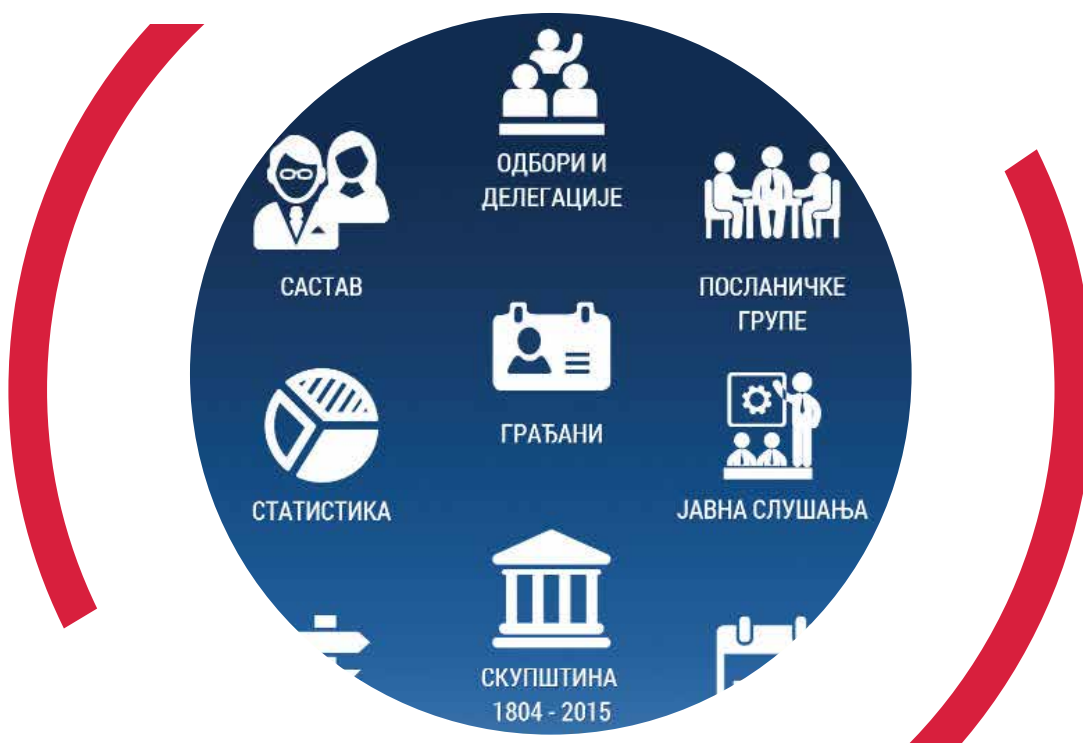 ОДБОРИ И
ДЕЛЕГАЦИЈЕ
САСТАВ
ПОСЛАНИЧКЕ
ГРУПЕ
ГРАЂАНИ
СТАТИСТИКА
ЈАВНА СЛУШАЊА
СКУПШТИНА
1804 - 2015